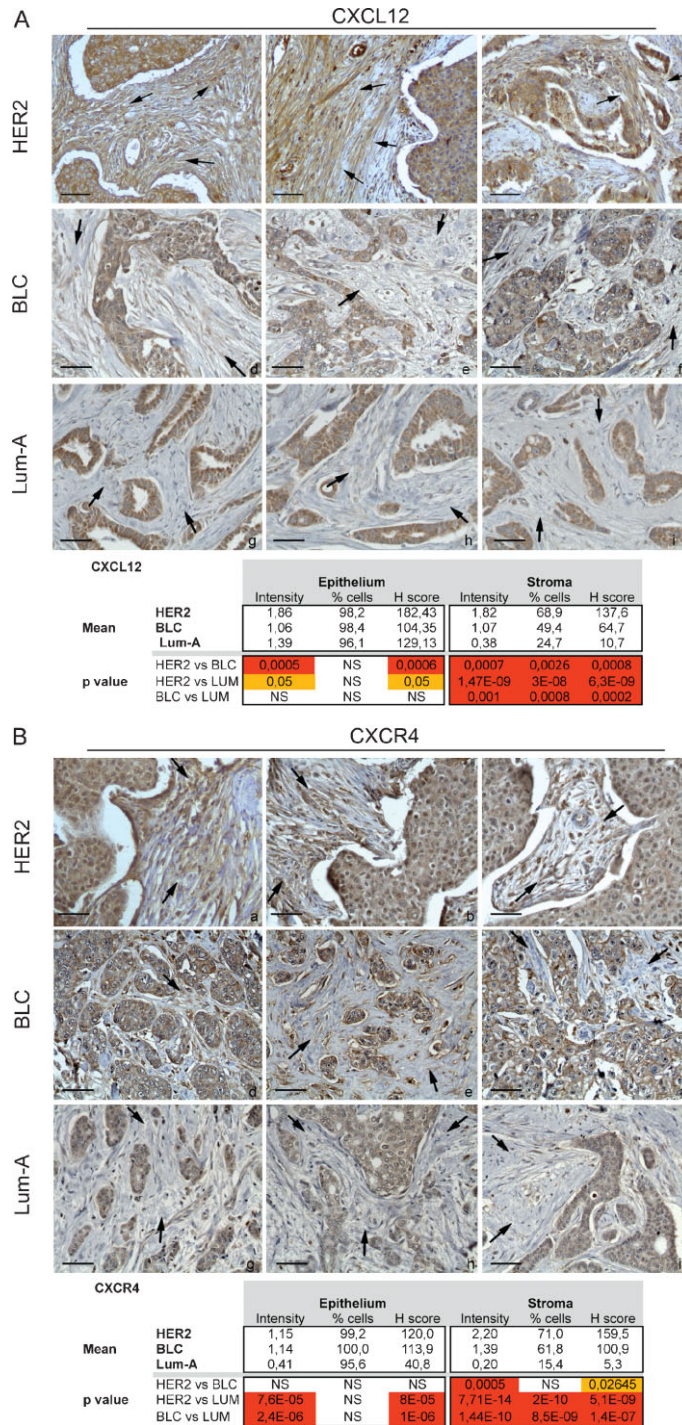 A
CXCL12
HER2
BLC
d
e
f
Lum-A
g
h
i
CXCL12
Epithelium Stroma
Intensity % cells H score Intensity % cells H score
Mean
HER2 1,86 98,2 182,43 1,82 68,9 137,6
BLC 1,06 98,4 104,35 1,07 49,4 64,7
Lum-A 1,39 96,1 129,13 0,38 24,7 10,7
p value
HER2 vs BLC 0,0005 NS 0,0006 0,0007 0,0026 0,0008
HER2 vs LUM 0,05 NS 0,05 1,47E-09 3E-08 6,3E-09
BLC vs LUM NS NS NS 0,001 0,0008 0,0002
B
CXCR4
HER2
a
b
BLC
d
e
Lum-A
g
h
i
CXCR4
Epithelium Stroma
Intensity % cells H score Intensity % cells H score
Mean
HER2 1,15 99,2 120,0 2,20 71,0 159,5
BLC 1,14 100,0 113,9 1,39 61,8 100,9
Lum-A 0,41 95,6 40,8 0,20 15,4 5,3
p value
HER2 vs BLC NS NS NS 0,0005 NS 0,02645
HER2 vs LUM 7,6E-05 NS 8E-05 7,71E-14 2E-10 5,1E-09
BLC vs LUM 2,4E-06 NS 1E-06 1,44E-10 8,5E-09 1,4E-07